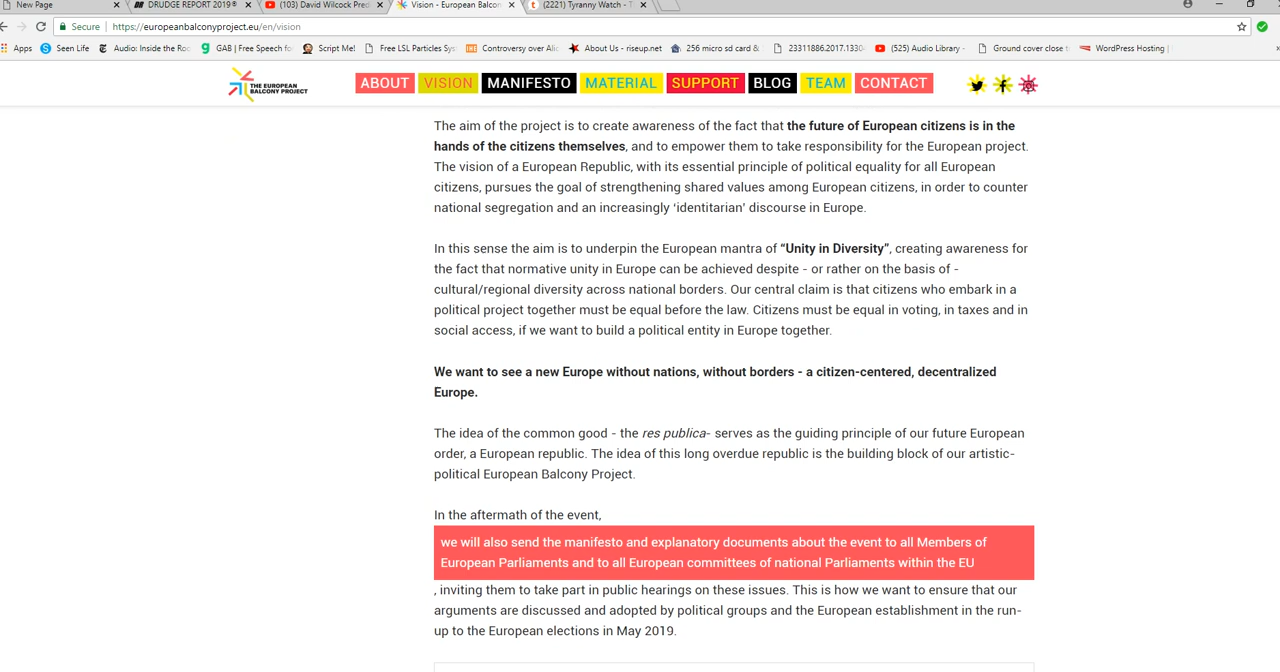 New Page
DRUDGE REPORT 2019®
(103) David Wilcock Pred
Vision - European Balcon
(2221) Tyranny Watch - T
Secure
https://europeanbalconyproject.eu/en/vision
Apps
Seen Life
Audio: Inside the Roc
GAB | Free Speech fo
Script Me!
Free LSL Particles Sys
Controversy over Alic
About Us - riseup.net
256 micro sd card &
23311886.2017.1330
(525) Audio Library -
Ground cover close t
WordPress Hosting |
THE EUROPEAN
BALCONY PROJECT
ABOUT
VISION
MANIFESTO
MATERIAL
SUPPORT
BLOG
TEAM
CONTACT
The aim of the project is to create awareness of the fact that the future of European citizens is in the
hands of the citizens themselves, and to empower them to take responsibility for the European project.
The vision of a European Republic, with its essential principle of political equality for all European
citizens, pursues the goal of strengthening shared values among European citizens, in order to counter
national segregation and an increasingly ‘identitarian’ discourse in Europe.
In this sense the aim is to underpin the European mantra of “Unity in Diversity”, creating awareness for
the fact that normative unity in Europe can be achieved despite - or rather on the basis of -
cultural/regional diversity across national borders. Our central claim is that citizens who embark in a
political project together must be equal before the law. Citizens must be equal in voting, in taxes and in
social access, if we want to build a political entity in Europe together.
We want to see a new Europe without nations, without borders - a citizen-centered, decentralized
Europe.
The idea of the common good - the res publica- serves as the guiding principle of our future European
order, a European republic. The idea of this long overdue republic is the building block of our artistic-
political European Balcony Project.
In the aftermath of the event,
we will also send the manifesto and explanatory documents about the event to all Members of
European Parliaments and to all European committees of national Parliaments within the EU
, inviting them to take part in public hearings on these issues. This is how we want to ensure that our
arguments are discussed and adopted by political groups and the European establishment in the run-
up to the European elections in May 2019.